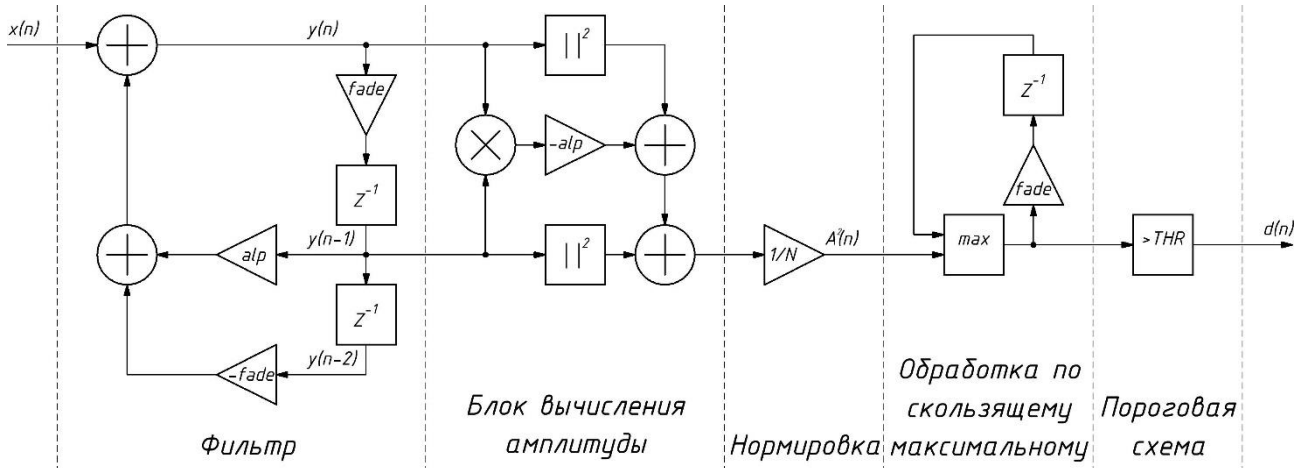 x(n)
y(n)
| |²
fade
Z⁻¹
-alp
fade
Z⁻¹
alp
y(n-1)
| |²
1/N
A²(n)
max
>THR
d(n)
Z⁻¹
y(n-2)
-fade
Фильтр
Блок вычисления
амплитуды
Нормировка
Обработка по
скользящему
максимальному
Пороговая
схема